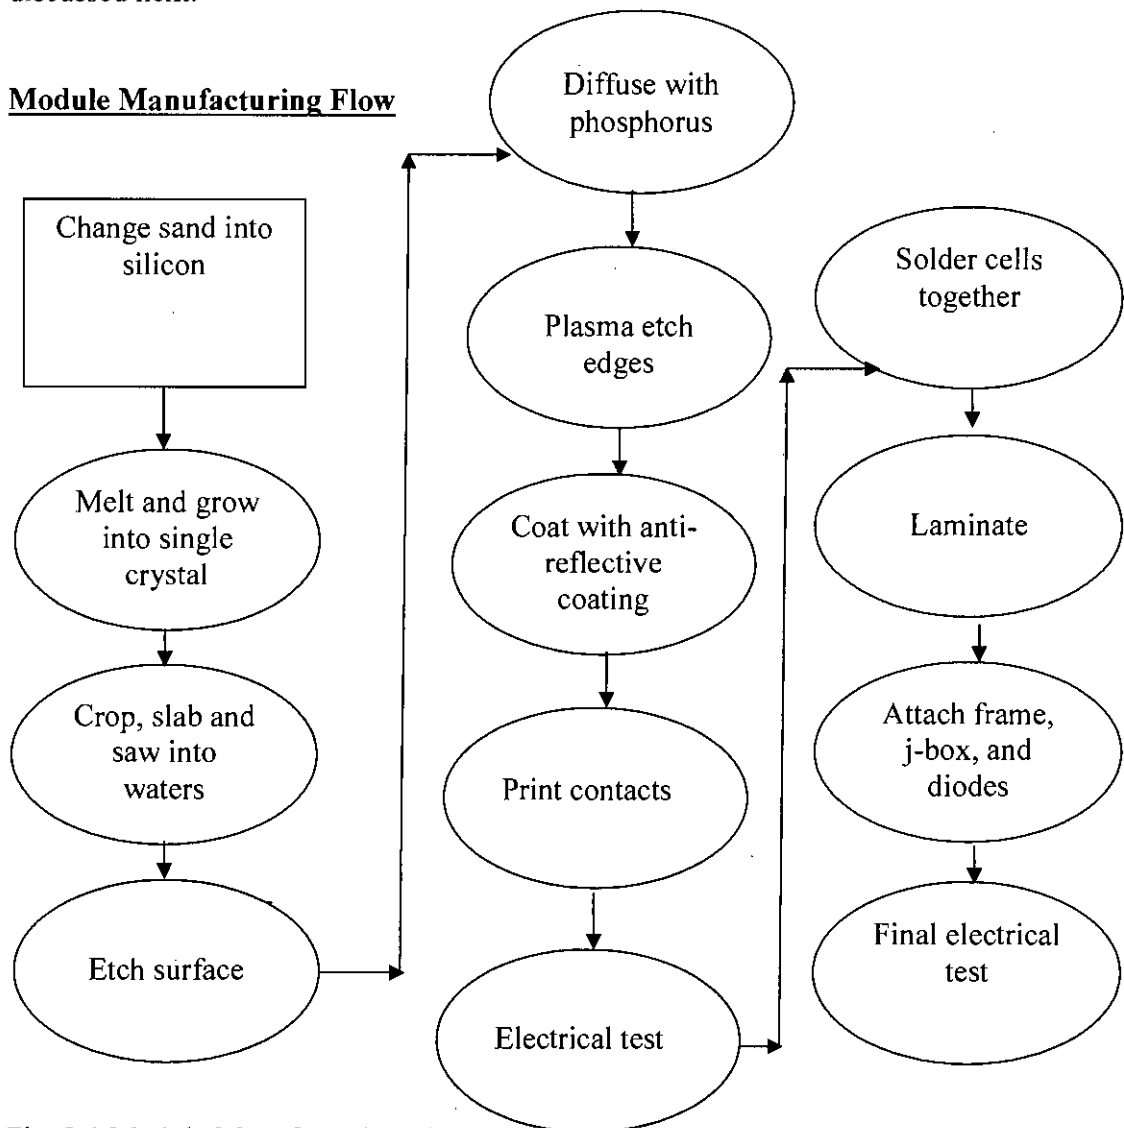 Module Manufacturing Flow
Change sand into
silicon
Melt and grow
into single
crystal
Crop, slab and
saw into
waters
Etch surface
Diffuse with
phosphorus
Plasma etch
edges
Coat with anti-
reflective
coating
Print contacts
Electrical test
Solder cells
together
Laminate
Attach frame,
j-box, and
diodes
Final electrical
test